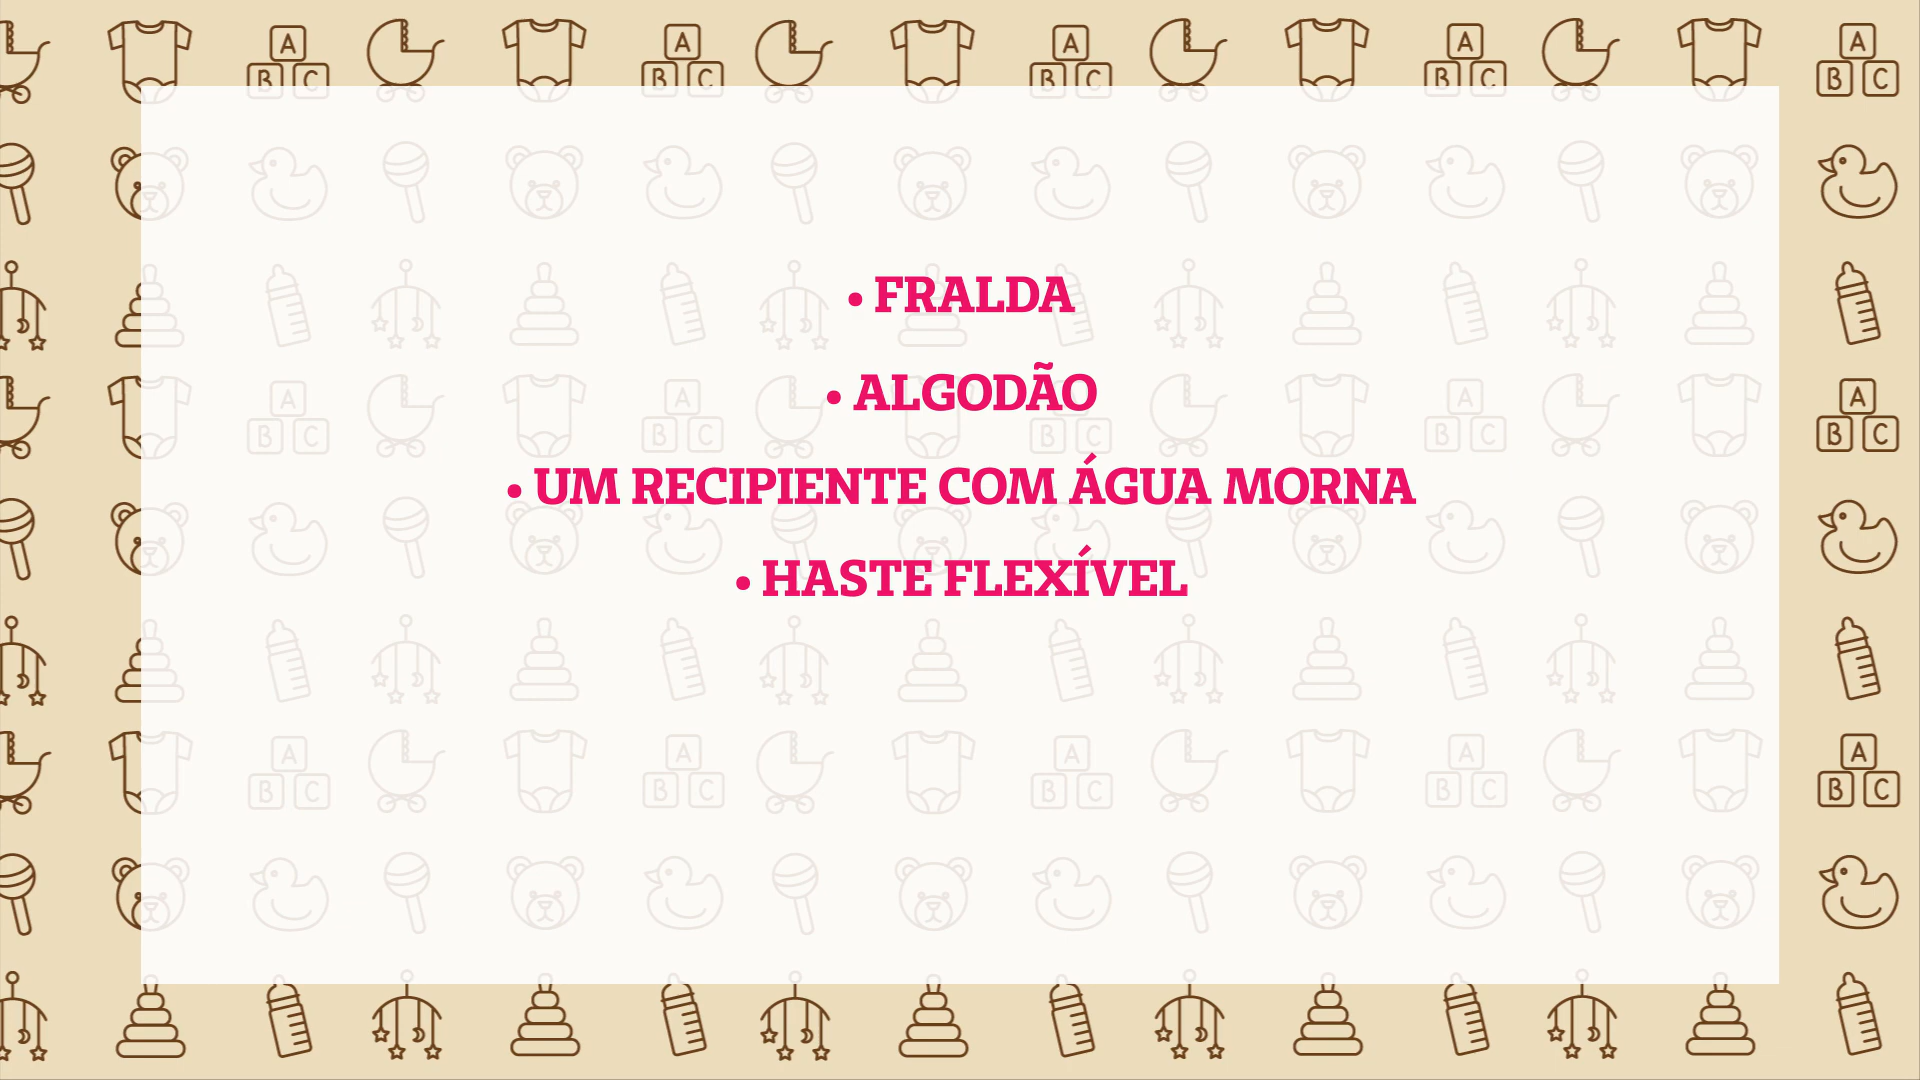 • FRALDA
• ALGODÃO
• UM RECIPIENTE COM ÁGUA MORNA
• HASTE FLEXÍVEL